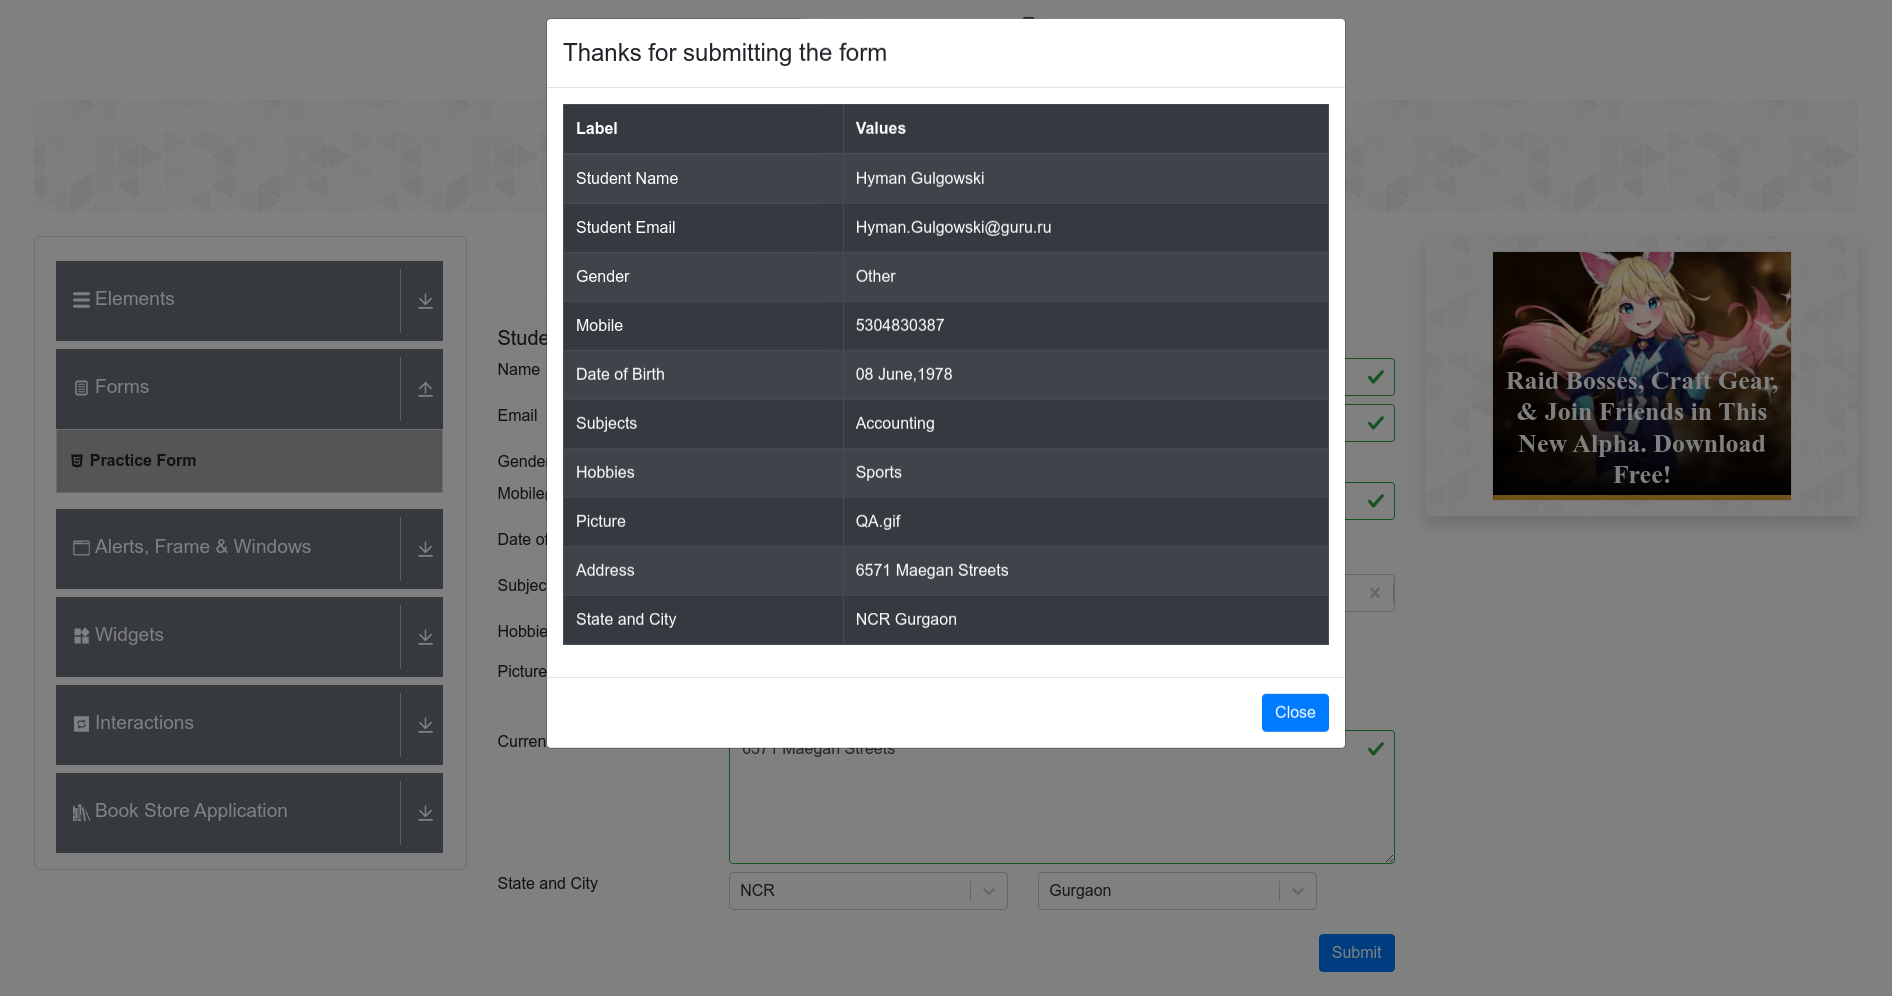 Thanks for submitting the form
Label Values
Student Name Hyman Gulgowski
Student Email Hyman.Gulgowski@guru.ru
Gender Other
Mobile 5304830387
Date of Birth 08 June,1978
Subjects Accounting
Hobbies Sports
Picture QA.gif
Address 6571 Maegan Streets
State and City NCR Gurgaon
Close
Elements
Forms
Practice Form
Alerts, Frame & Windows
Widgets
Interactions
Book Store Application
Stude
Name
Email
Gender
Mobile
Date of
Subjec
Hobbie
Picture
Curren
6571 Maegan Streets
State and City
NCR
Gurgaon
Submit
Raid Bosses, Craft Gear,
& Join Friends in This
New Alpha. Download
Free!